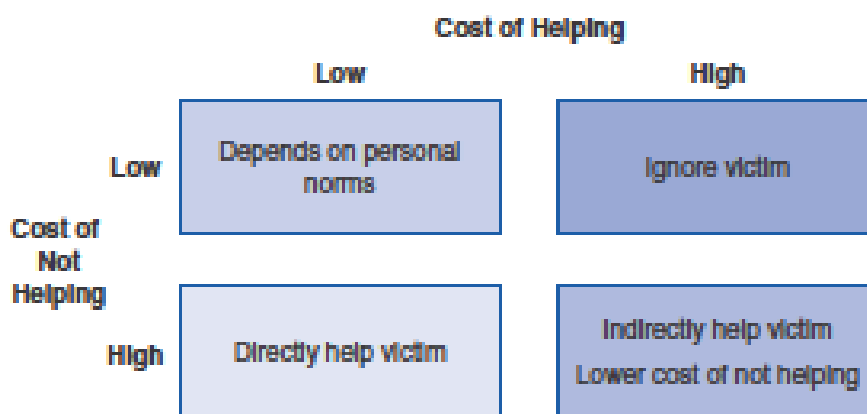 Cost of Helping
Low
High
Low
Depends on personal
norms
Ignore victim
Cost of
Not
Helping
High
Directly help victim
Indirectly help victim
Lower cost of not helping